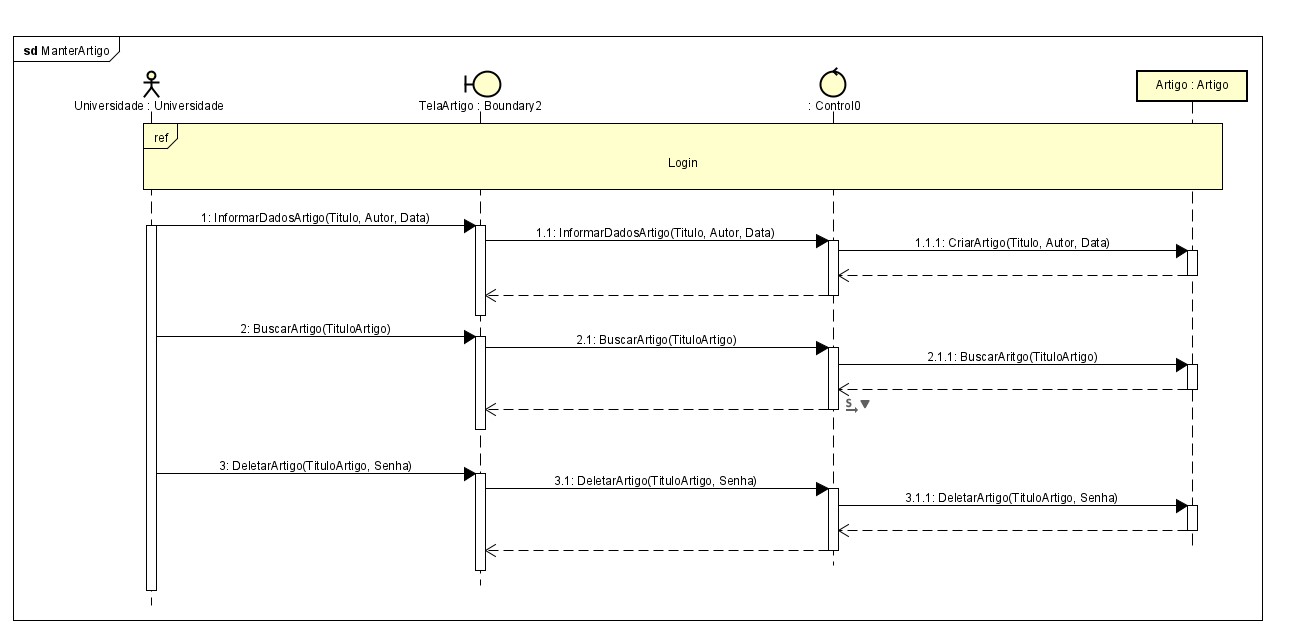 sd ManterArtigo
Universidade : Universidade
TelaArtigo : Boundary2
: Control0
Artigo : Artigo
ref
Login
1: InformarDadosArtigo(Titulo, Autor, Data)
1.1: InformarDadosArtigo(Titulo, Autor, Data)
1.1.1: CriarArtigo(Titulo, Autor, Data)
2: BuscarArtigo(TituloArtigo)
2.1: BuscarArtigo(TituloArtigo)
2.1.1: BuscarAritgo(TituloArtigo)
S
3: DeletarArtigo(TituloArtigo, Senha)
3.1: DeletarArtigo(TituloArtigo, Senha)
3.1.1: DeletarArtigo(TituloArtigo, Senha)